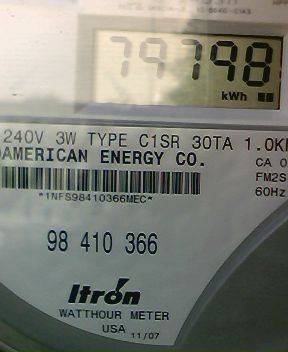 79798
kWh
240V 3W TYPE C1SR 30TA 1.0K
AMERICAN ENERGY CO.
CA 0
FM2S
60Hz
*1NFS98410366MEC*
98 410 366
Itrón
WATTHOUR METER
USA 11/07